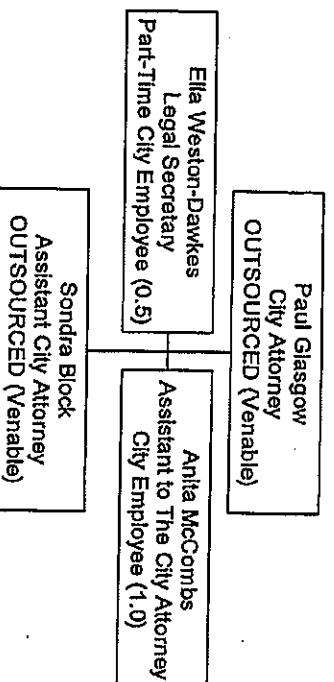 Paul Glasgow
City Attorney
OUTSOURCED (Venable)
Ella Weston-Dawkes
Legal Secretary
Part-Time City Employee (0.5)
Anita McCombs
Assistant to The City Attorney
City Employee (1.0)
Sondra Block
Assistant City Attorney
OUTSOURCED (Venable)